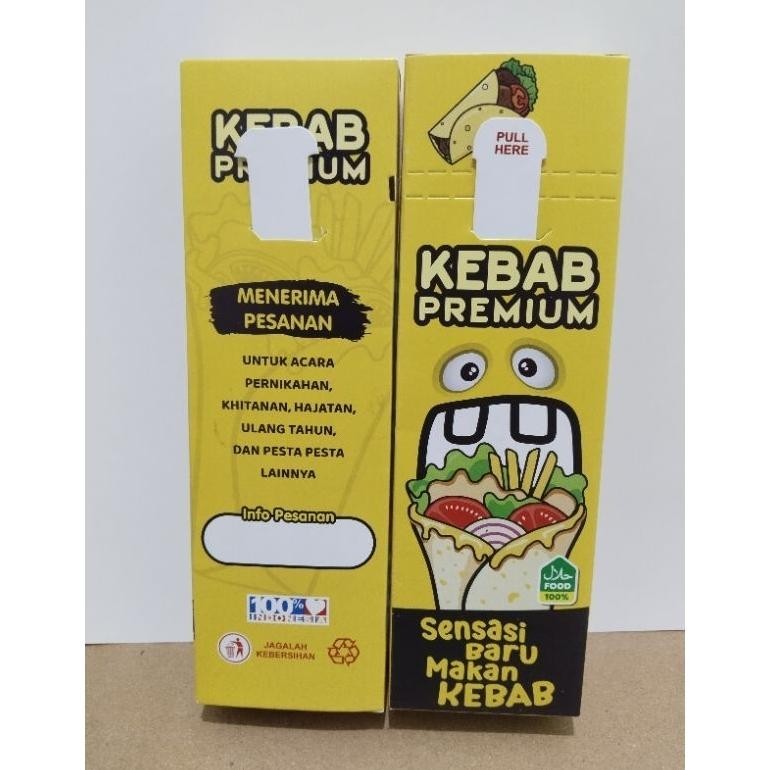 KEBAB
PREMIUM
MENERIMA
PESANAN
UNTUK ACARA
PERNIKAHAN,
KHITANAN, HAJATAN,
ULANG TAHUN,
DAN PESTA PESTA
LAINNYA
Info Pesanan
100%
INDONESIA
JAGALAH
KEBERSIHAN
PULL
HERE
KEBAB
PREMIUM
حلال
FOOD
100%
Sensasi
BaRu
Makan
KEBAB